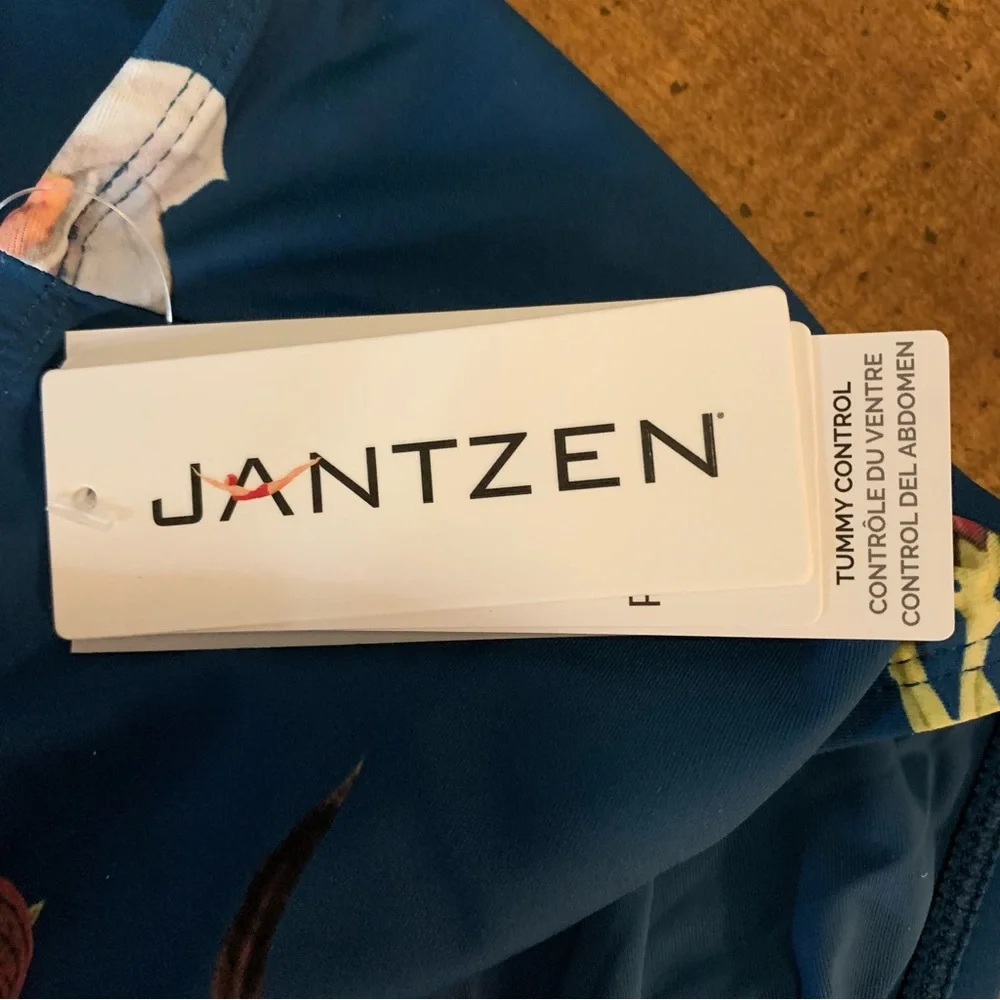 JANTZEN®
TUMMY CONTROL
CONTRÔLE DU VENTRE
CONTROL DEL ABDOMEN